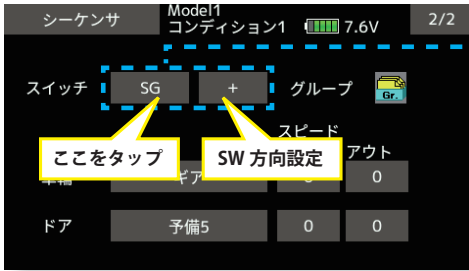 シーケンサ
Model1
コンディション1 7.6V
2/2
スイッチ SG + グループ Gr.
スピード
ここをタップ SW 方向設定
アウト
ギア 0
ドア 予備5 0 0